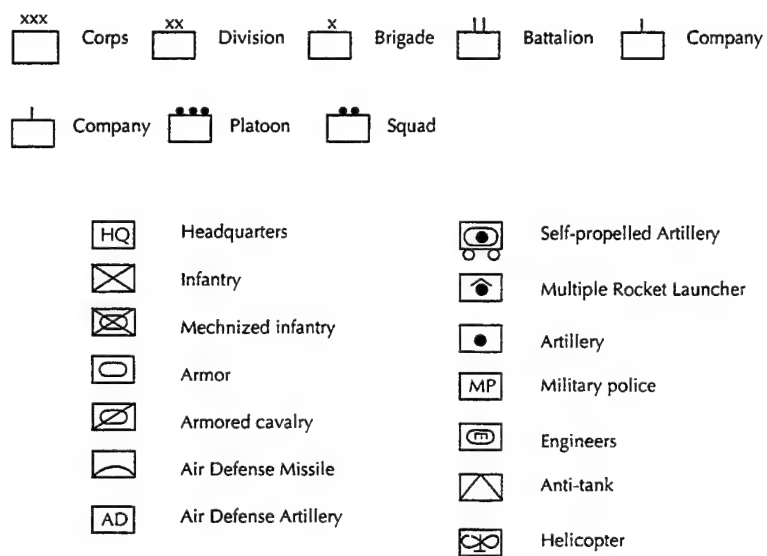 xxx Corps xx Division x Brigade Battalion Company
Company Platoon Squad
HQ Headquarters
Infantry
Mechnized infantry
Armor
Armored cavalry
Air Defense Missile
AD Air Defense Artillery
Self-propelled Artillery
Multiple Rocket Launcher
Artillery
MP Military police
E Engineers
Anti-tank
Helicopter